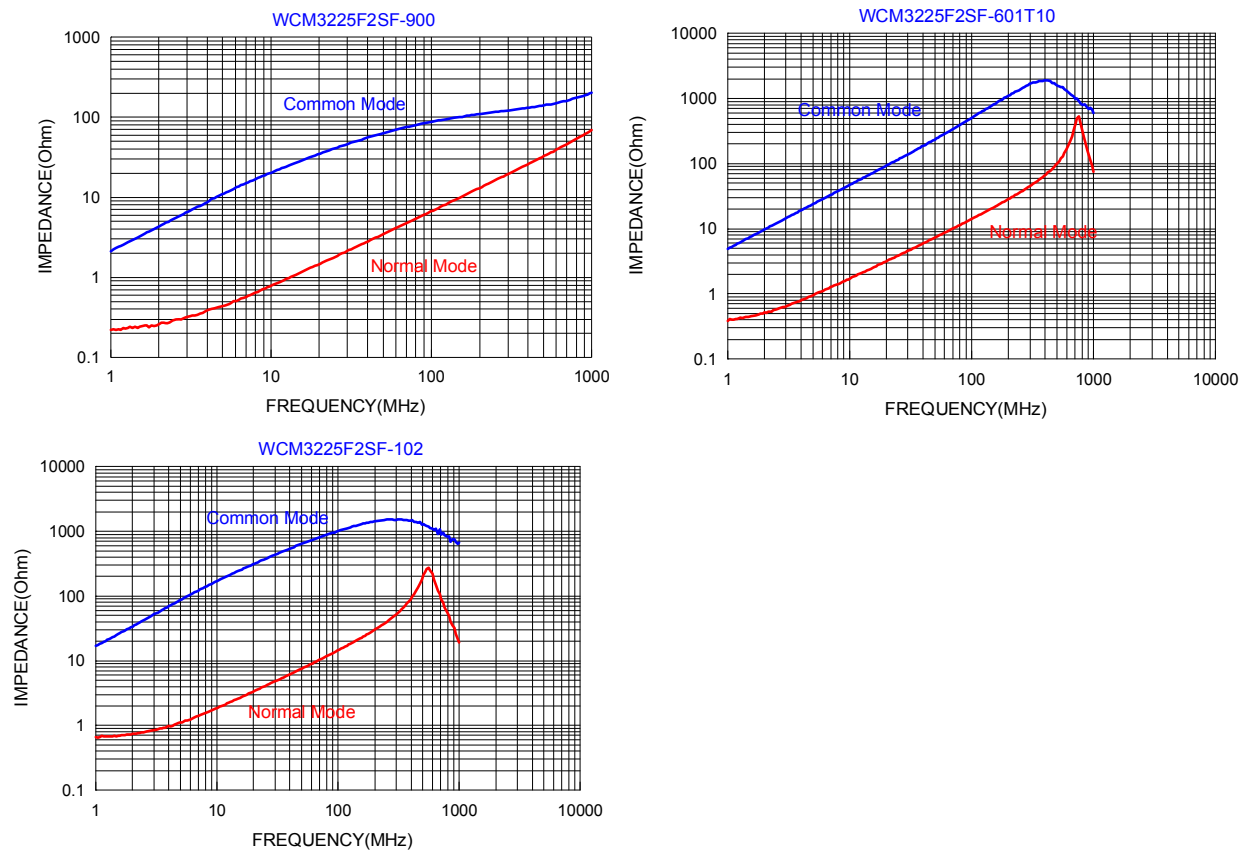 WCM3225F2SF-900
1000
100
10
1
0.1
IMPEDANCE(Ohm)
Common Mode
Normal Mode
1 10 100 1000
FREQUENCY(MHz)
WCM3225F2SF-601T10
10000
1000
100
10
1
0.1
IMPEDANCE(Ohm)
Common Mode
Normal Mode
1 10 100 1000 10000
FREQUENCY(MHz)
WCM3225F2SF-102
10000
1000
100
10
1
0.1
IMPEDANCE(Ohm)
Common Mode
Normal Mode
1 10 100 1000 10000
FREQUENCY(MHz)